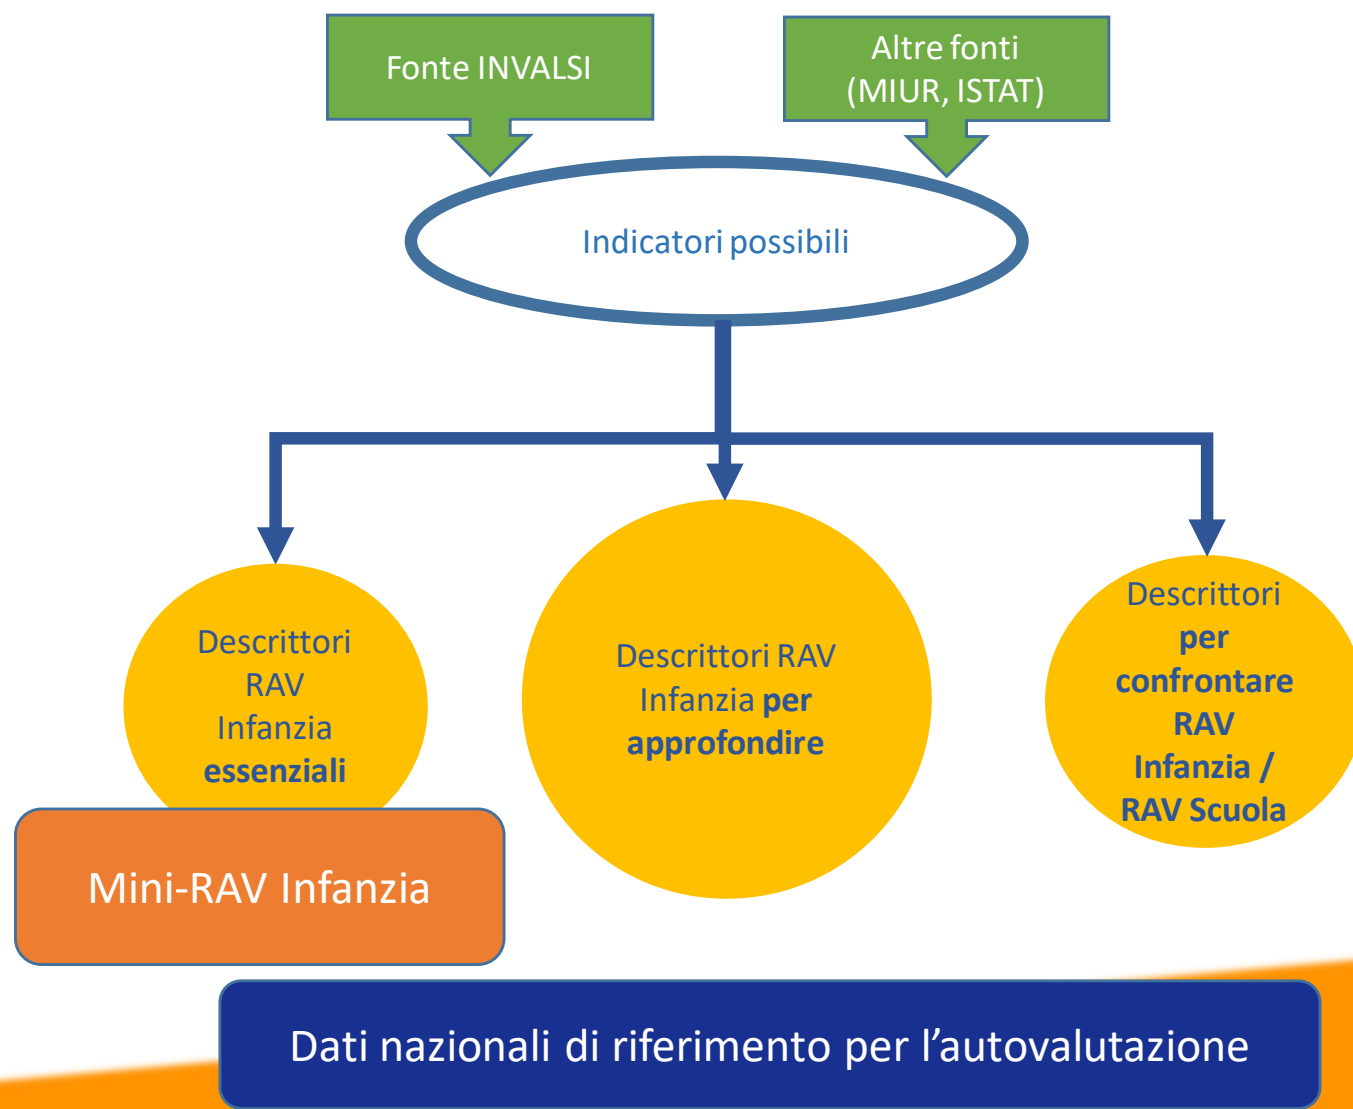 Fonte INVALSI
Altre fonti
(MIUR, ISTAT)
Indicatori possibili
Descrittori
RAV
Infanzia
essenziali
Descrittori RAV
Infanzia per
approfondire
Descrittori
per
confrontare
RAV
Infanzia /
RAV Scuola
Mini-RAV Infanzia
Dati nazionali di riferimento per l’autovalutazione